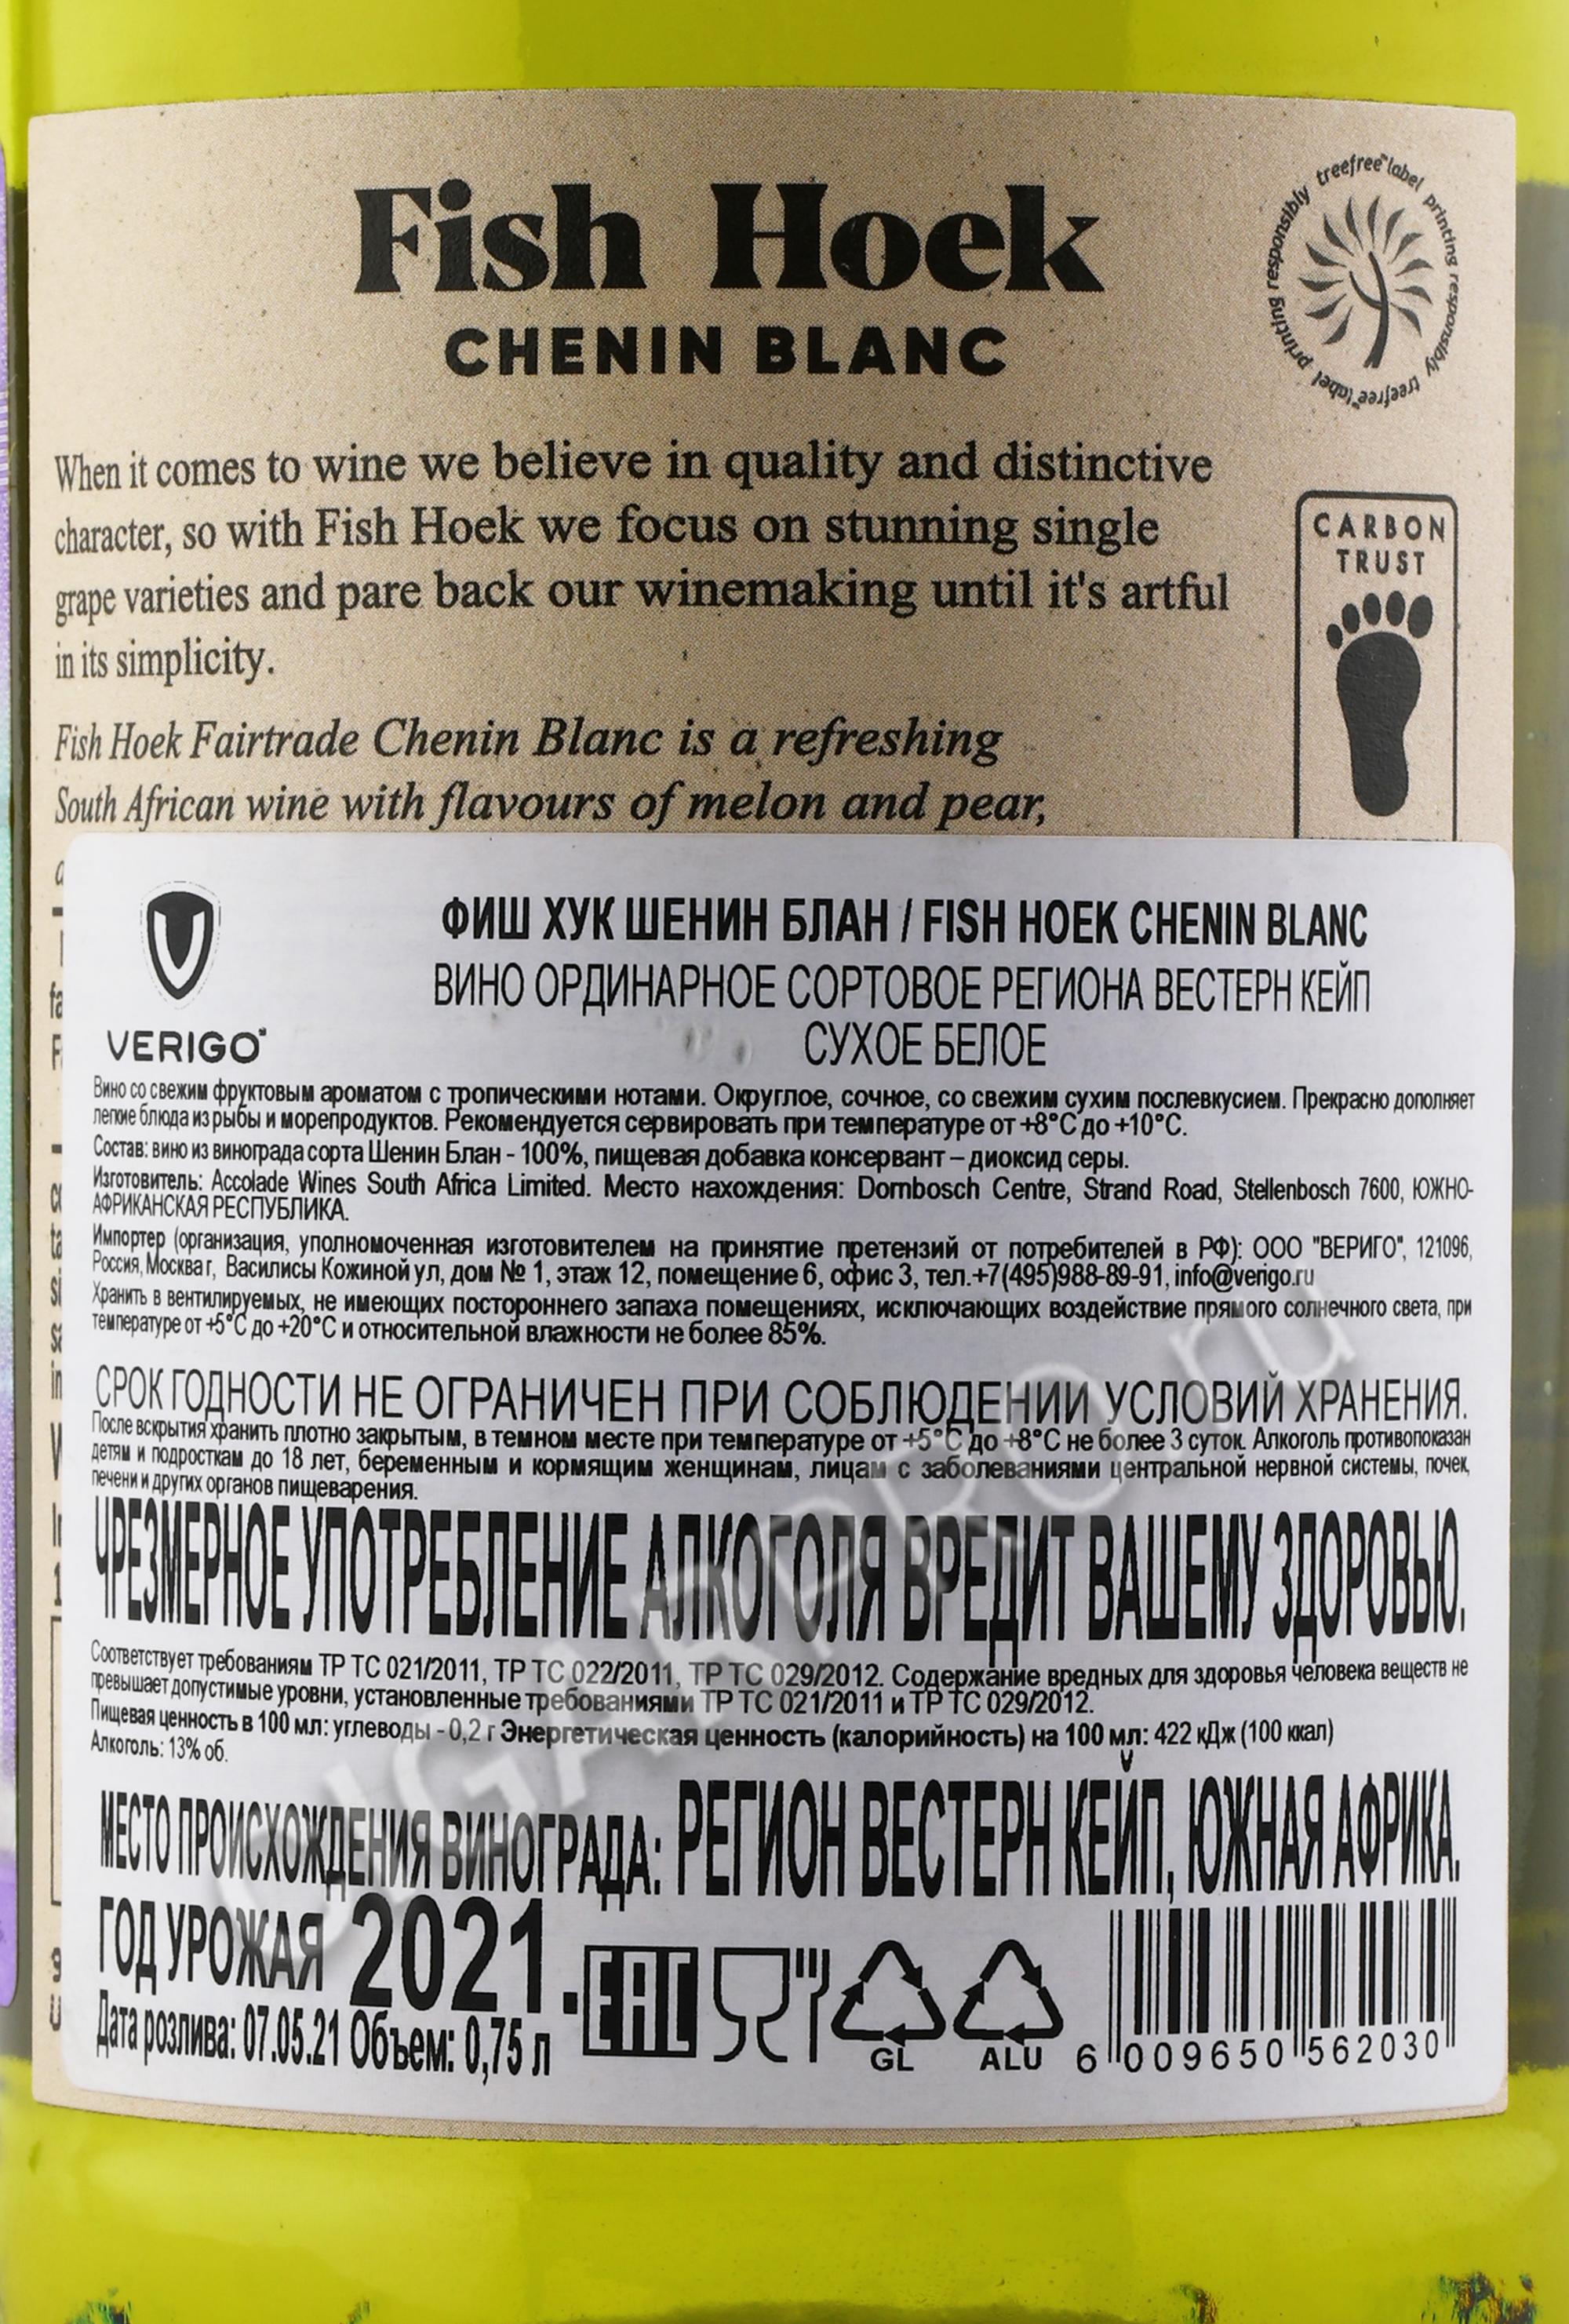 Fish Hoek
CHENIN BLANC
treefree™label printing responsibly treefree™label printing responsibly
When it comes to wine we believe in quality and distinctive
character, so with Fish Hoek we focus on stunning single
grape varieties and pare back our winemaking until it's artful
in its simplicity.
CARBON
TRUST
Fish Hoek Fairtrade Chenin Blanc is a refreshing
South African wine with flavours of melon and pear,
VERIGO
ФИШ ХУК ШЕНИН БЛАН / FISH HOEK CHENIN BLANC
ВИНО ОРДИНАРНОЕ СОРТОВОЕ РЕГИОНА ВЕСТЕРН КЕЙП
СУХОЕ БЕЛОЕ
Вино со свежим фруктовым ароматом с тропическими нотами. Округлое, сочное, со свежим сухим послевкусием. Прекрасно дополняет
легкие блюда из рыбы и морепродуктов. Рекомендуется сервировать при температуре от +8°C до +10°C.
Состав: вино из винограда сорта Шенин Блан - 100%, пищевая добавка консервант – диоксид серы.
Изготовитель: Accolade Wines South Africa Limited. Место нахождения: Dornbosch Centre, Strand Road, Stellenbosch 7600, ЮЖНО-
АФРИКАНСКАЯ РЕСПУБЛИКА.
Импортер (организация, уполномоченная изготовителем на принятие претензий от потребителей в РФ): ООО "ВЕРИГО", 121096,
Россия, Москва г, Василисы Кожиной ул, дом № 1, этаж 12, помещение 6, офис 3, тел.+7(495)988-89-91, info@verigo.ru
Хранить в вентилируемых, не имеющих постороннего запаха помещениях, исключающих воздействие прямого солнечного света, при
температуре от +5°C до +20°C и относительной влажности не более 85%.
СРОК ГОДНОСТИ НЕ ОГРАНИЧЕН ПРИ СОБЛЮДЕНИИ УСЛОВИЙ ХРАНЕНИЯ.
После вскрытия хранить плотно закрытым, в темном месте при температуре от +5°C до +8°C не более 3 суток. Алкоголь противопоказан
детям и подросткам до 18 лет, беременным и кормящим женщинам, лицам с заболеваниями центральной нервной системы, почек,
печени и других органов пищеварения.
ЧРЕЗМЕРНОЕ УПОТРЕБЛЕНИЕ АЛКОГОЛЯ ВРЕДИТ ВАШЕМУ ЗДОРОВЬЮ.
Соответствует требованиям ТР ТС 021/2011, ТР ТС 022/2011, ТР ТС 029/2012. Содержание вредных для здоровья человека веществ не
превышает допустимые уровни, установленные требованиями ТР ТС 021/2011 и ТР ТС 029/2012.
Пищевая ценность в 100 мл: углеводы - 0,2 г Энергетическая ценность (калорийность) на 100 мл: 422 кДж (100 ккал)
Алкоголь: 13% об.
МЕСТО ПРОИСХОЖДЕНИЯ ВИНОГРАДА: РЕГИОН ВЕСТЕРН КЕЙП, ЮЖНАЯ АФРИКА.
ГОД УРОЖАЯ 2021.
Дата розлива: 07.05.21 Объем: 0,75 л
EAC
GL
ALU
6 009650 562030